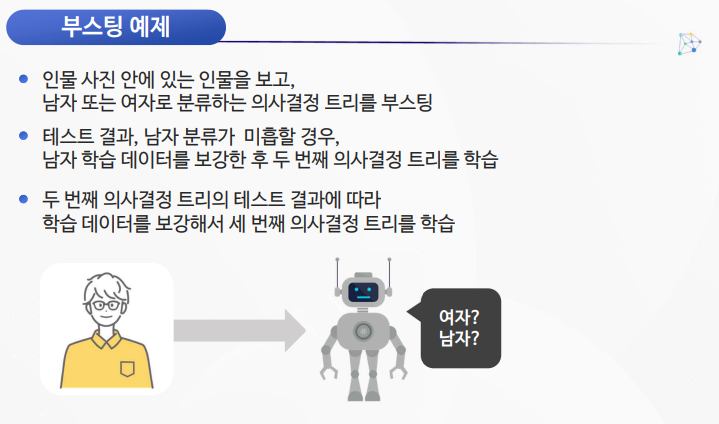 부스팅 예제
인물 사진 안에 있는 인물을 보고,
남자 또는 여자로 분류하는 의사결정 트리를 부스팅
테스트 결과, 남자 분류가 미흡할 경우,
남자 학습 데이터를 보강한 후 두 번째 의사결정 트리를 학습
두 번째 의사결정 트리의 테스트 결과에 따라
학습 데이터를 보강해서 세 번째 의사결정 트리를 학습
여자?
남자?